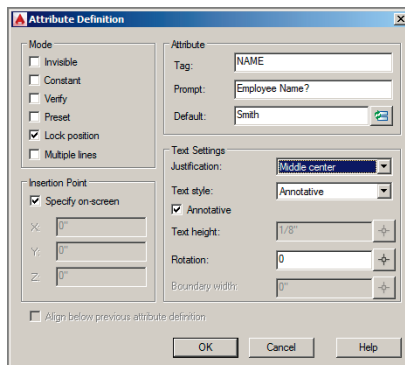 Attribute Definition
Mode
Invisible
Constant
Verify
Preset
Lock position
Multiple lines
Insertion Point
Specify on-screen
X: 0"
Y: 0"
Z: 0"
Attribute
Tag: NAME
Prompt: Employee Name?
Default: Smith
Text Settings
Justification: Middle center
Text style: Annotative
Annotative
Text height: 1/8"
Rotation: 0
Boundary width: 0"
Align below previous attribute definition
OK Cancel Help